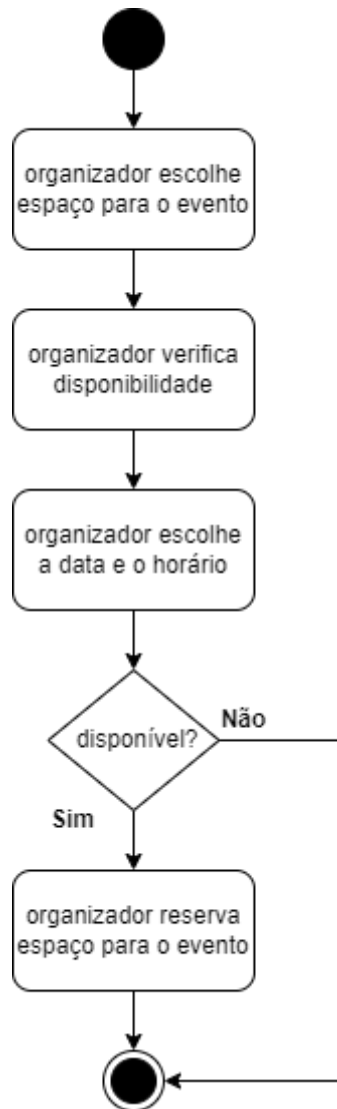 organizador escolhe
espaço para o evento
organizador verifica
disponibilidade
organizador escolhe
a data e o horário
disponível?
Não
Sim
organizador reserva
espaço para o evento